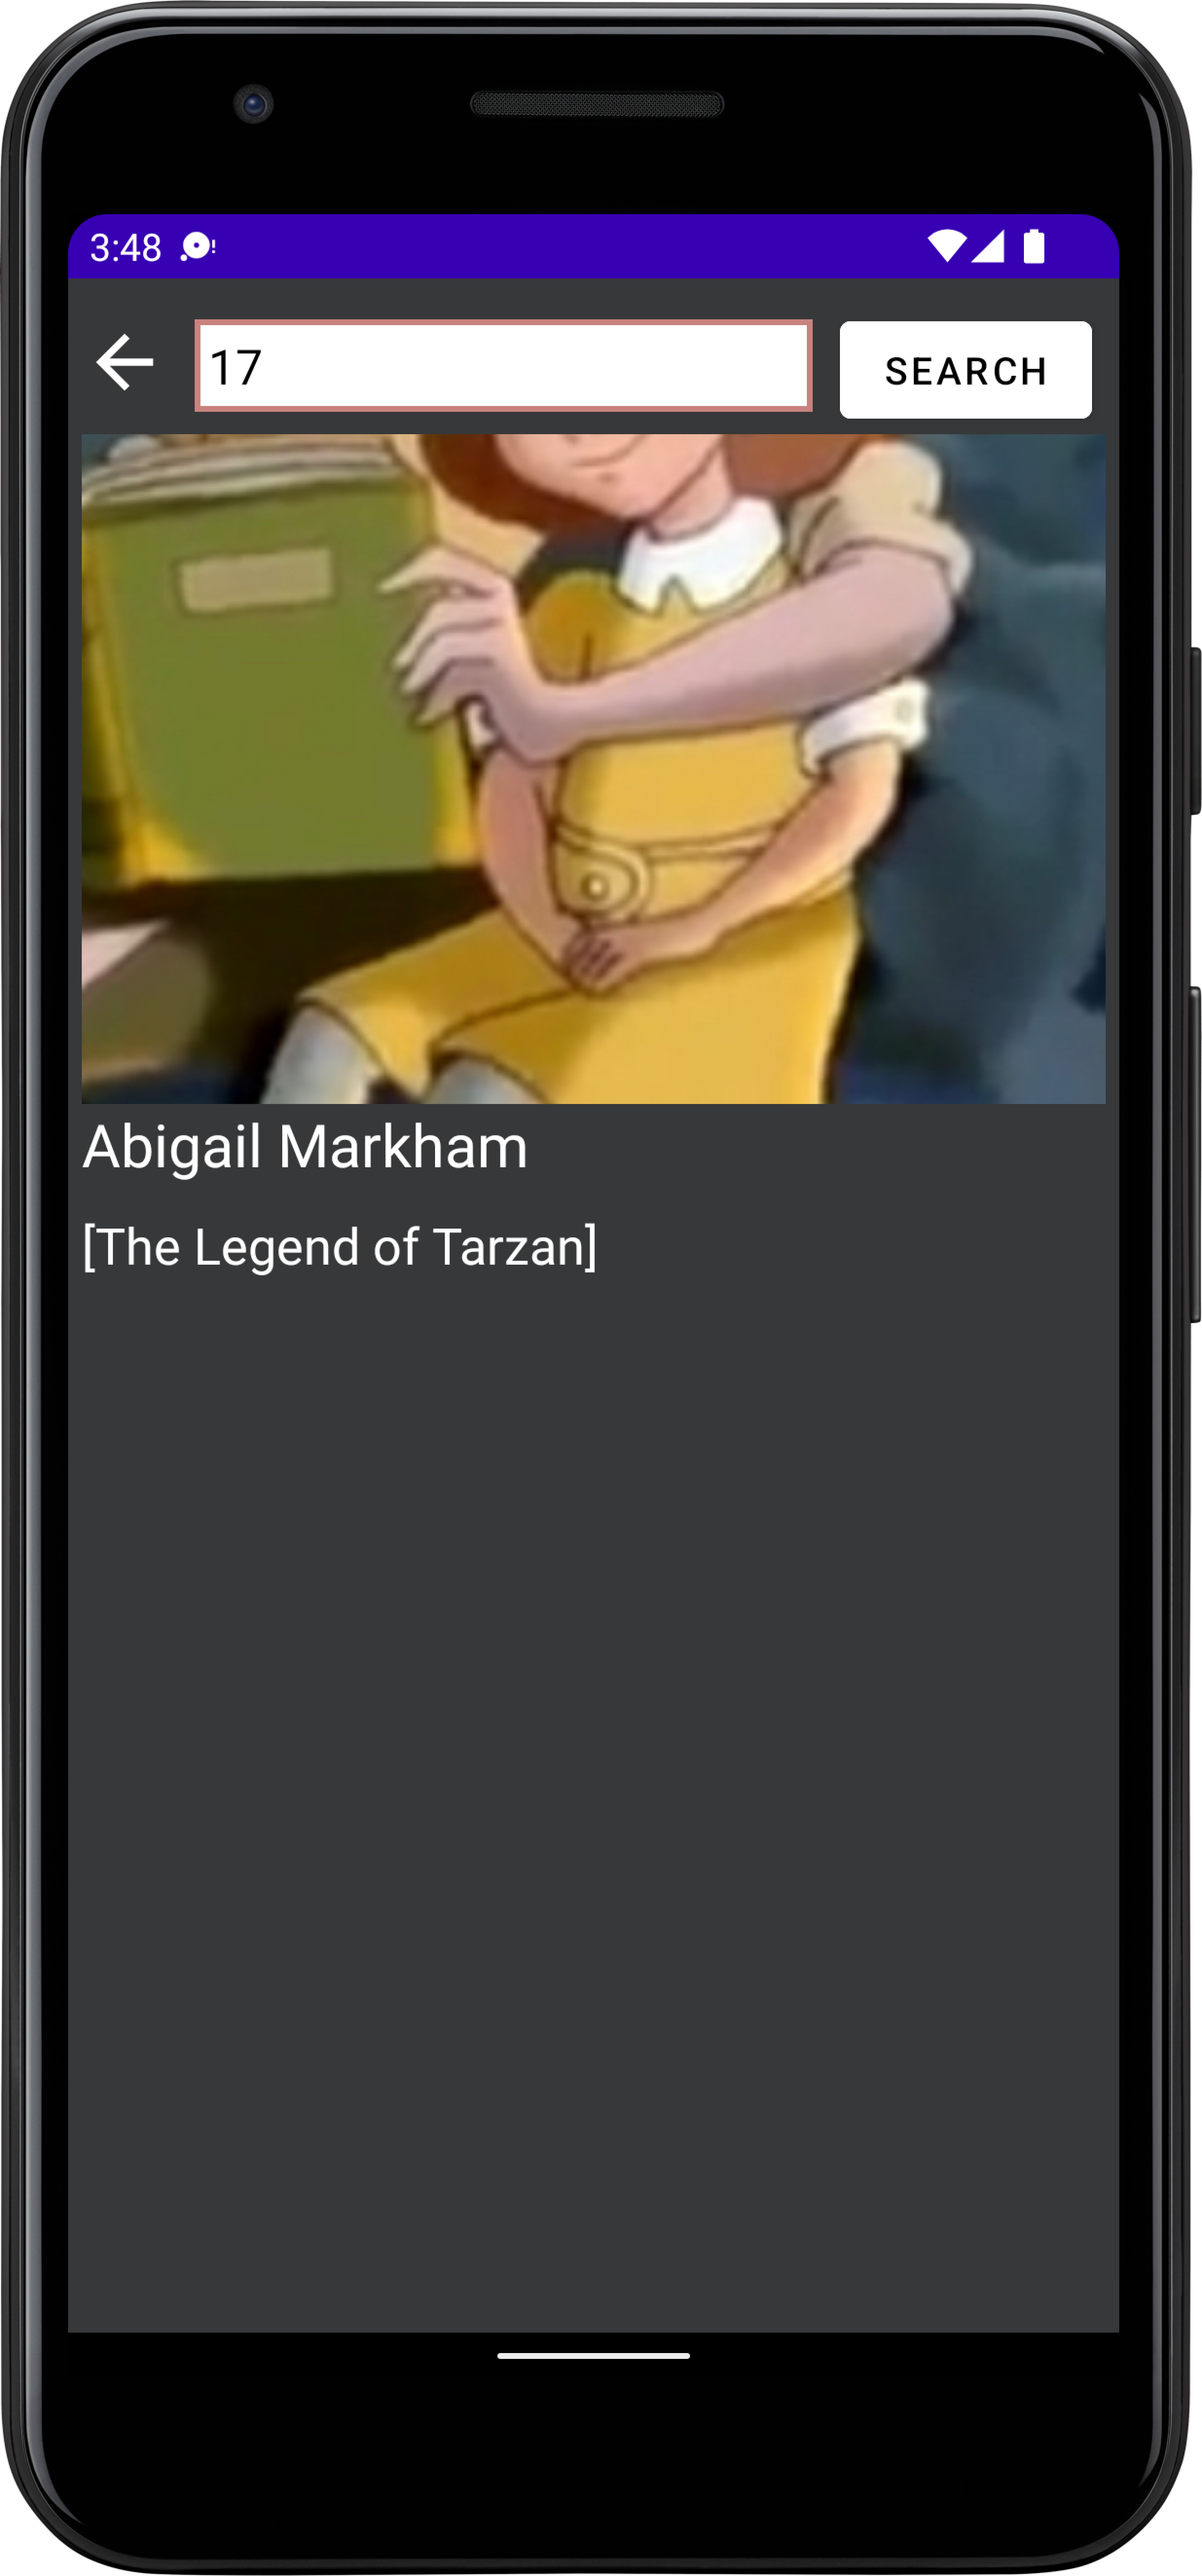 3:48
17
SEARCH
Abigail Markham
[The Legend of Tarzan]